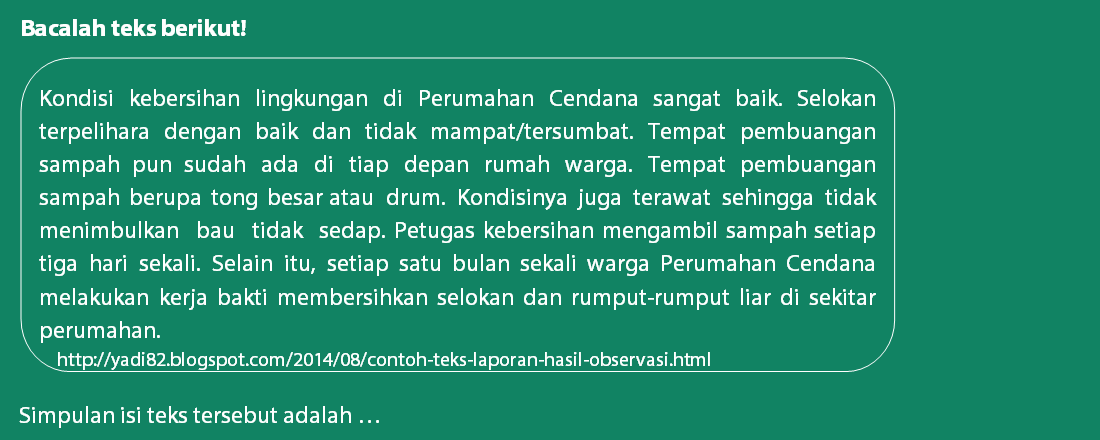 Bacalah teks berikut!
Kondisi kebersihan lingkungan di Perumahan Cendana sangat baik. Selokan
terpelihara dengan baik dan tidak mampat/tersumbat. Tempat pembuangan
sampah pun sudah ada di tiap depan rumah warga. Tempat pembuangan
sampah berupa tong besar atau drum. Kondisinya juga terawat sehingga tidak
menimbulkan bau tidak sedap. Petugas kebersihan mengambil sampah setiap
tiga hari sekali. Selain itu, setiap satu bulan sekali warga Perumahan Cendana
melakukan kerja bakti membersihkan selokan dan rumput-rumput liar di sekitar
perumahan.
http://yadi82.blogspot.com/2014/08/contoh-teks-laporan-hasil-observasi.html
Simpulan isi teks tersebut adalah …